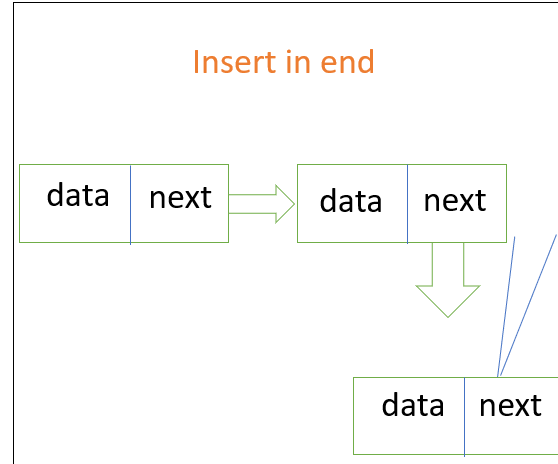 Insert in end
data next data next
data next